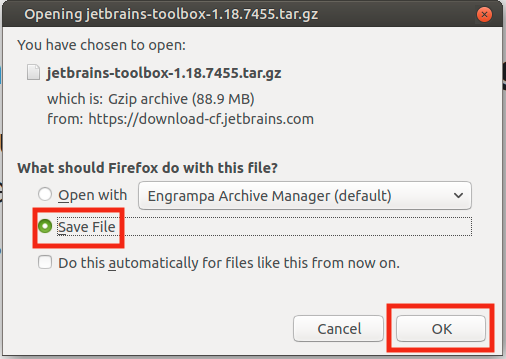 Opening jetbrains-toolbox-1.18.7455.tar.gz
You have chosen to open:
jetbrains-toolbox-1.18.7455.tar.gz
which is: Gzip archive (88.9 MB)
from: https://download-cf.jetbrains.com
What should Firefox do with this file?
Open with Engrampa Archive Manager (default)
Save File
Do this automatically for files like this from now on.
Cancel OK